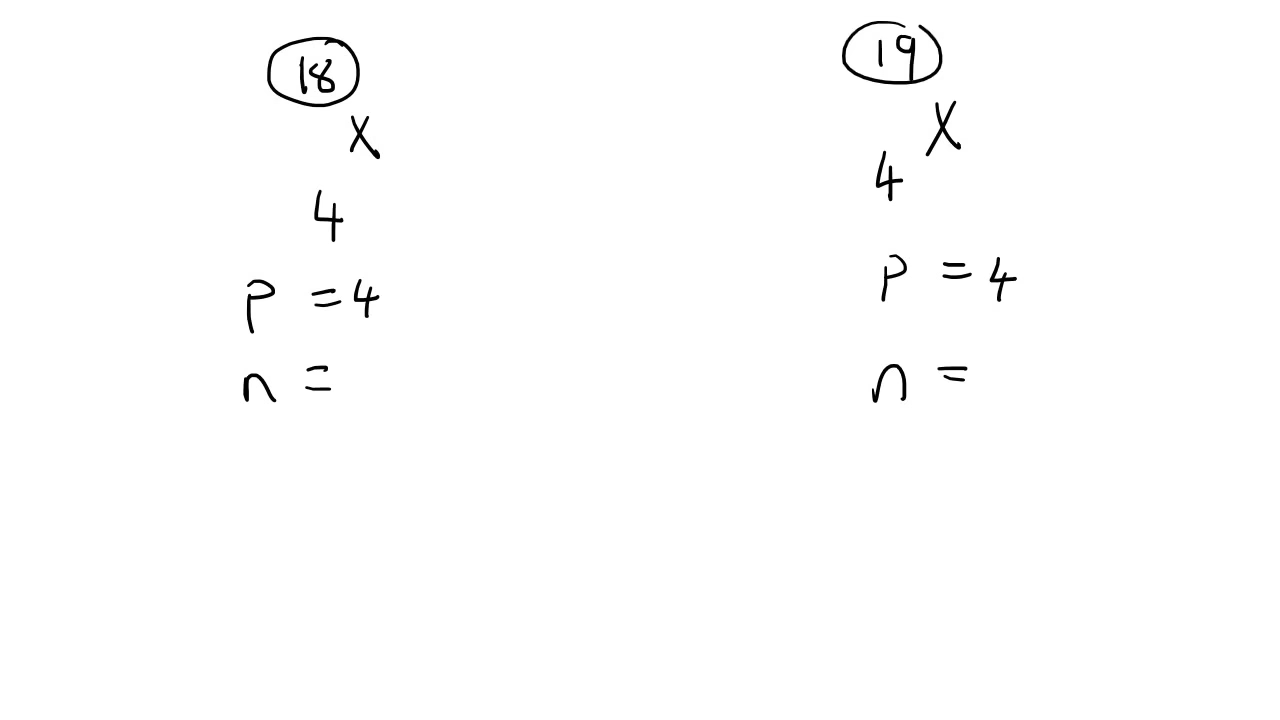 18
X
4
P = 4
n =
19
X
4
P = 4
n =